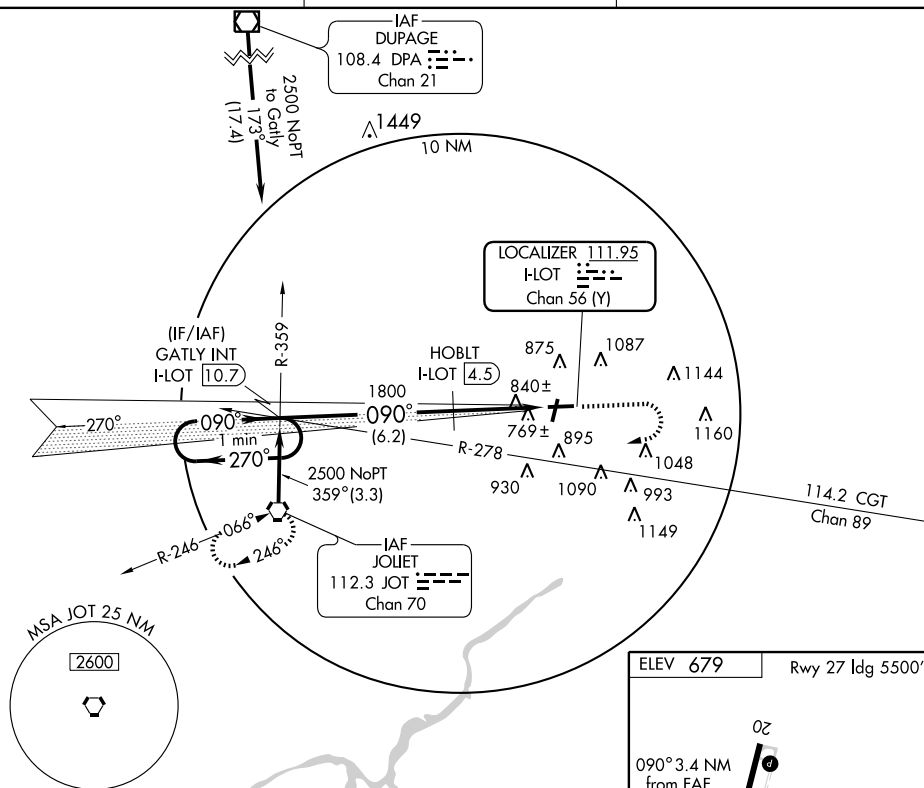 IAF
DUPAGE
108.4 DPA
Chan 21
2500 NoPT
to Gatly
173°
(17.4)
1449
10 NM
LOCALIZER 111.95
I-LOT
Chan 56 (Y)
R-359
(IF/IAF)
GATLY INT
I-LOT 10.7
HOBLT
I-LOT 4.5
875
1087
1144
1800
840±
270°
090°
090°
1 min
(6.2)
769±
1160
270°
R-278
895
1048
2500 NoPT
359° (3.3)
930
1090
993
114.2 CGT
Chan 89
1149
R-246
066°
246°
IAF
JOLIET
112.3 JOT
Chan 70
MSA JOT 25 NM
2600
ELEV 679
Rwy 27 ldg 5500'
20
P
090° 3.4 NM
from FAF